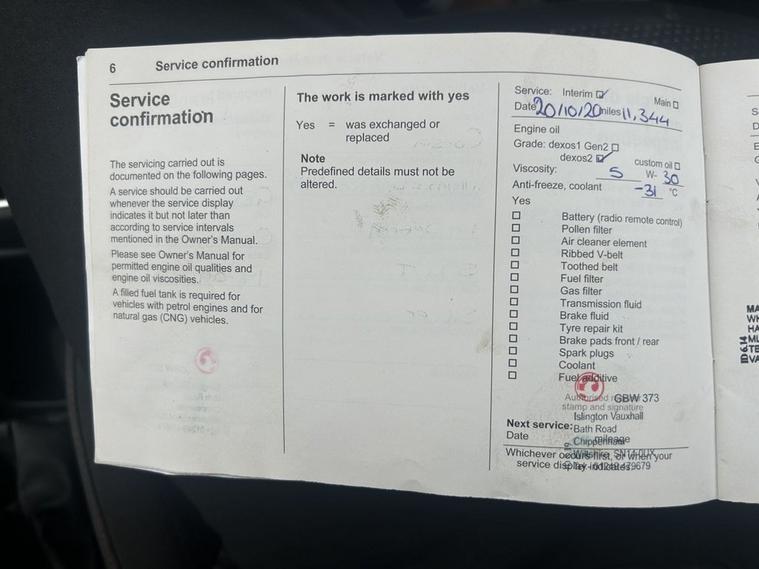 6 Service confirmation
Service
confirmation
The servicing carried out is
documented on the following pages.
A service should be carried out
whenever the service display
indicates it but not later than
according to service intervals
mentioned in the Owner's Manual.
Please see Owner's Manual for
permitted engine oil qualities and
engine oil viscosities.
A filled fuel tank is required for
vehicles with petrol engines and for
natural gas (CNG) vehicles.
The work is marked with yes
Yes = was exchanged or
replaced
Note
Predefined details must not be
altered.
Service: Interim Main
Date 20/10/20 miles 11,344
Engine oil
Grade: dexos1 Gen2
dexos2 custom oil
Viscosity: 5 W- 30
Anti-freeze, coolant -31 °C
Yes
Battery (radio remote control)
Pollen filter
Air cleaner element
Ribbed V-belt
Toothed belt
Fuel filter
Gas filter
Transmission fluid
Brake fluid
Tyre repair kit
Brake pads front / rear
Spark plugs
Coolant
Fuel additive
GBW 373
stamp and signature
Islington Vauxhall
Next service: Bath Road
Date Chippenham mileage
Whichever occurs first, or when your
service display indicates.